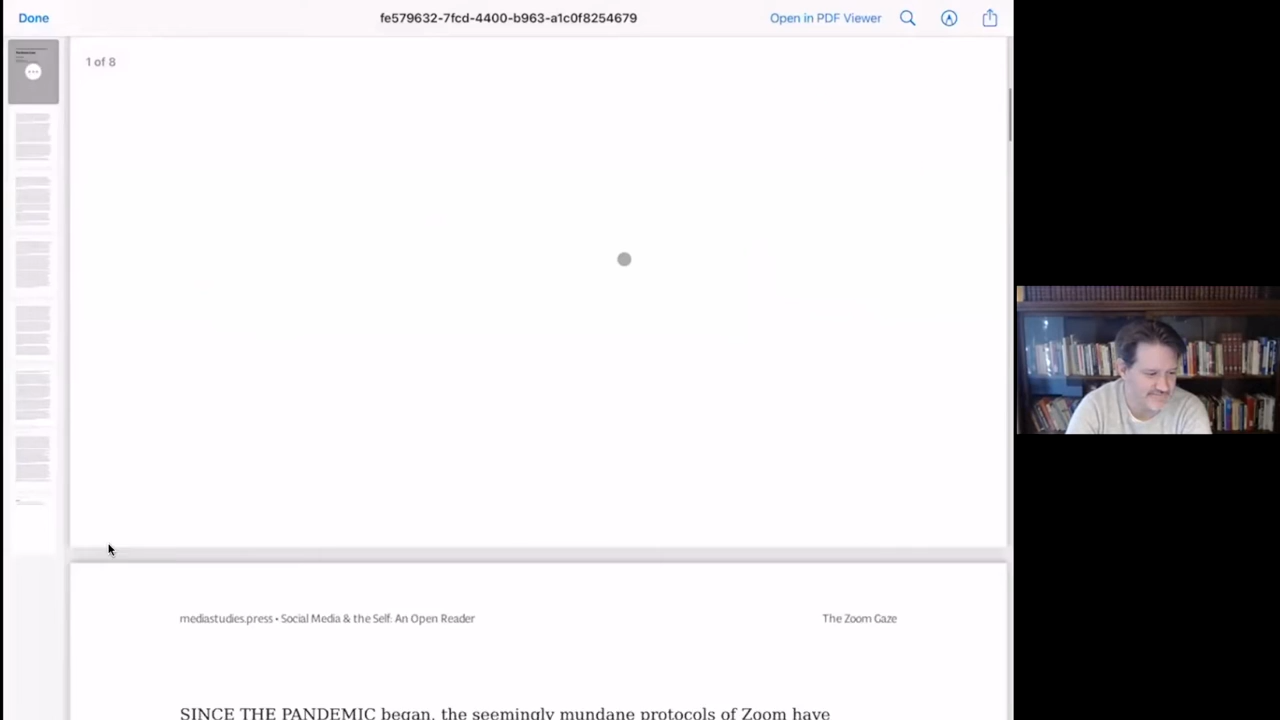 Done
fe579632-7fcd-4400-b963-a1c0f8254679
Open in PDF Viewer
1 of 8
mediastudies.press • Social Media & the Self: An Open Reader
The Zoom Gaze
SINCE THE PANDEMIC began, the seemingly mundane protocols of Zoom have